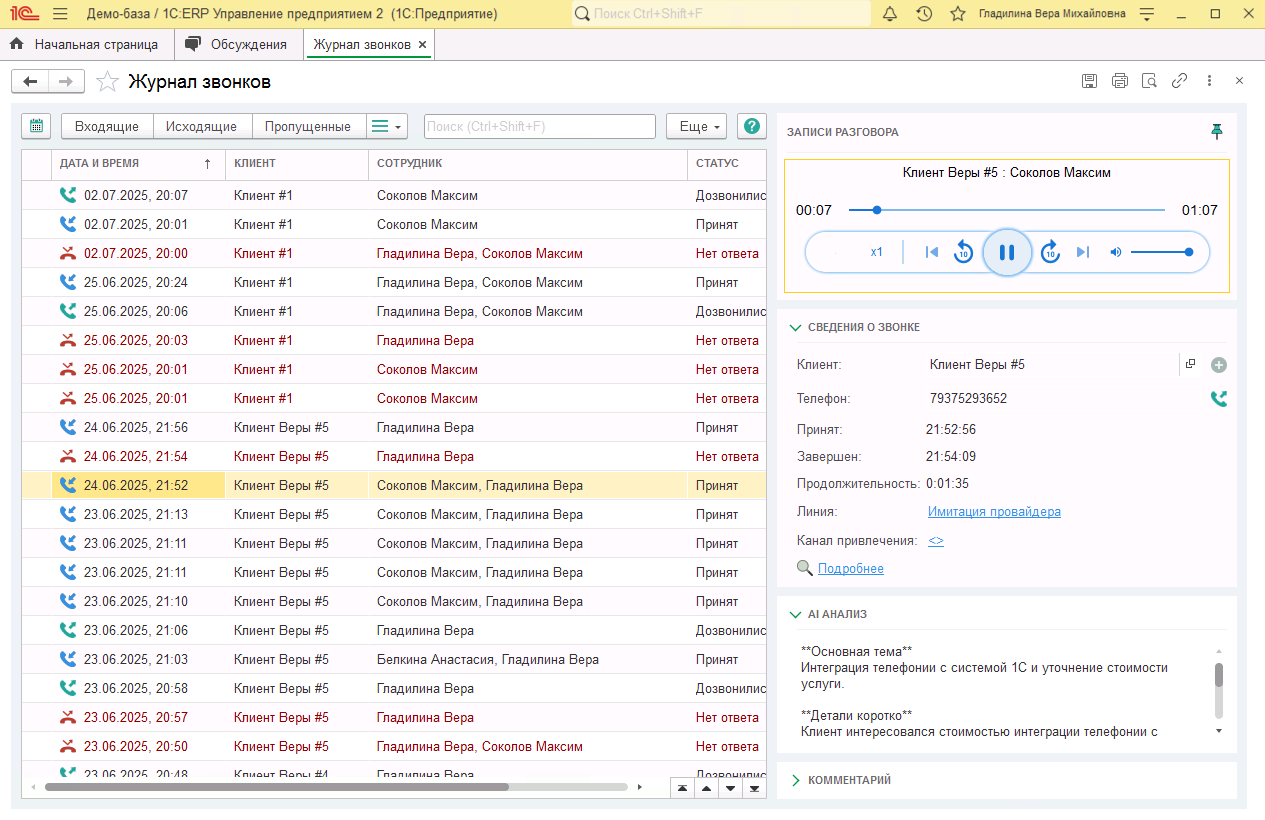 1С Демо-база / 1C:ERP Управление предприятием 2 (1С:Предприятие) Поиск Ctrl+Shift+F Гладилина Вера Михайловна
Начальная страница Обсуждения Журнал звонков ×
Журнал звонков
Входящие Исходящие Пропущенные Поиск (Ctrl+Shift+F) Еще ?
ДАТА И ВРЕМЯ ↑ КЛИЕНТ СОТРУДНИК СТАТУС
02.07.2025, 20:07 Клиент #1 Соколов Максим Дозвонилис
02.07.2025, 20:01 Клиент #1 Соколов Максим Принят
02.07.2025, 20:00 Клиент #1 Гладилина Вера, Соколов Максим Нет ответа
25.06.2025, 20:24 Клиент #1 Гладилина Вера, Соколов Максим Принят
25.06.2025, 20:06 Клиент #1 Гладилина Вера, Соколов Максим Дозвонилис
25.06.2025, 20:03 Клиент #1 Гладилина Вера Нет ответа
25.06.2025, 20:01 Клиент #1 Соколов Максим Нет ответа
25.06.2025, 20:01 Клиент #1 Соколов Максим Нет ответа
24.06.2025, 21:56 Клиент Веры #5 Гладилина Вера Принят
24.06.2025, 21:54 Клиент Веры #5 Гладилина Вера Нет ответа
24.06.2025, 21:52 Клиент Веры #5 Соколов Максим, Гладилина Вера Принят
23.06.2025, 21:13 Клиент Веры #5 Соколов Максим, Гладилина Вера Принят
23.06.2025, 21:11 Клиент Веры #5 Соколов Максим, Гладилина Вера Принят
23.06.2025, 21:11 Клиент Веры #5 Соколов Максим, Гладилина Вера Принят
23.06.2025, 21:10 Клиент Веры #5 Соколов Максим, Гладилина Вера Принят
23.06.2025, 21:06 Клиент Веры #5 Гладилина Вера Дозвонилис
23.06.2025, 21:03 Клиент Веры #5 Белкина Анастасия, Гладилина Вера Принят
23.06.2025, 20:58 Клиент Веры #5 Гладилина Вера Дозвонилис
23.06.2025, 20:57 Клиент Веры #5 Гладилина Вера Нет ответа
23.06.2025, 20:50 Клиент Веры #5 Гладилина Вера, Соколов Максим Нет ответа
23.06.2025, 20:48 Клиент Веры #4 Гладилина Вера Дозвонилис
ЗАПИСИ РАЗГОВОРА
Клиент Веры #5 : Соколов Максим
00:07 01:07
x1 10 10
СВЕДЕНИЯ О ЗВОНКЕ
Клиент: Клиент Веры #5
Телефон: 79375293652
Принят: 21:52:56
Завершен: 21:54:09
Продолжительность: 0:01:35
Линия: Имитация провайдера
Канал привлечения: <>
Подробнее
AI АНАЛИЗ
**Основная тема**
Интеграция телефонии с системой 1С и уточнение стоимости
услуги.
**Детали коротко**
Клиент интересовался стоимостью интеграции телефонии с
КОММЕНТАРИЙ